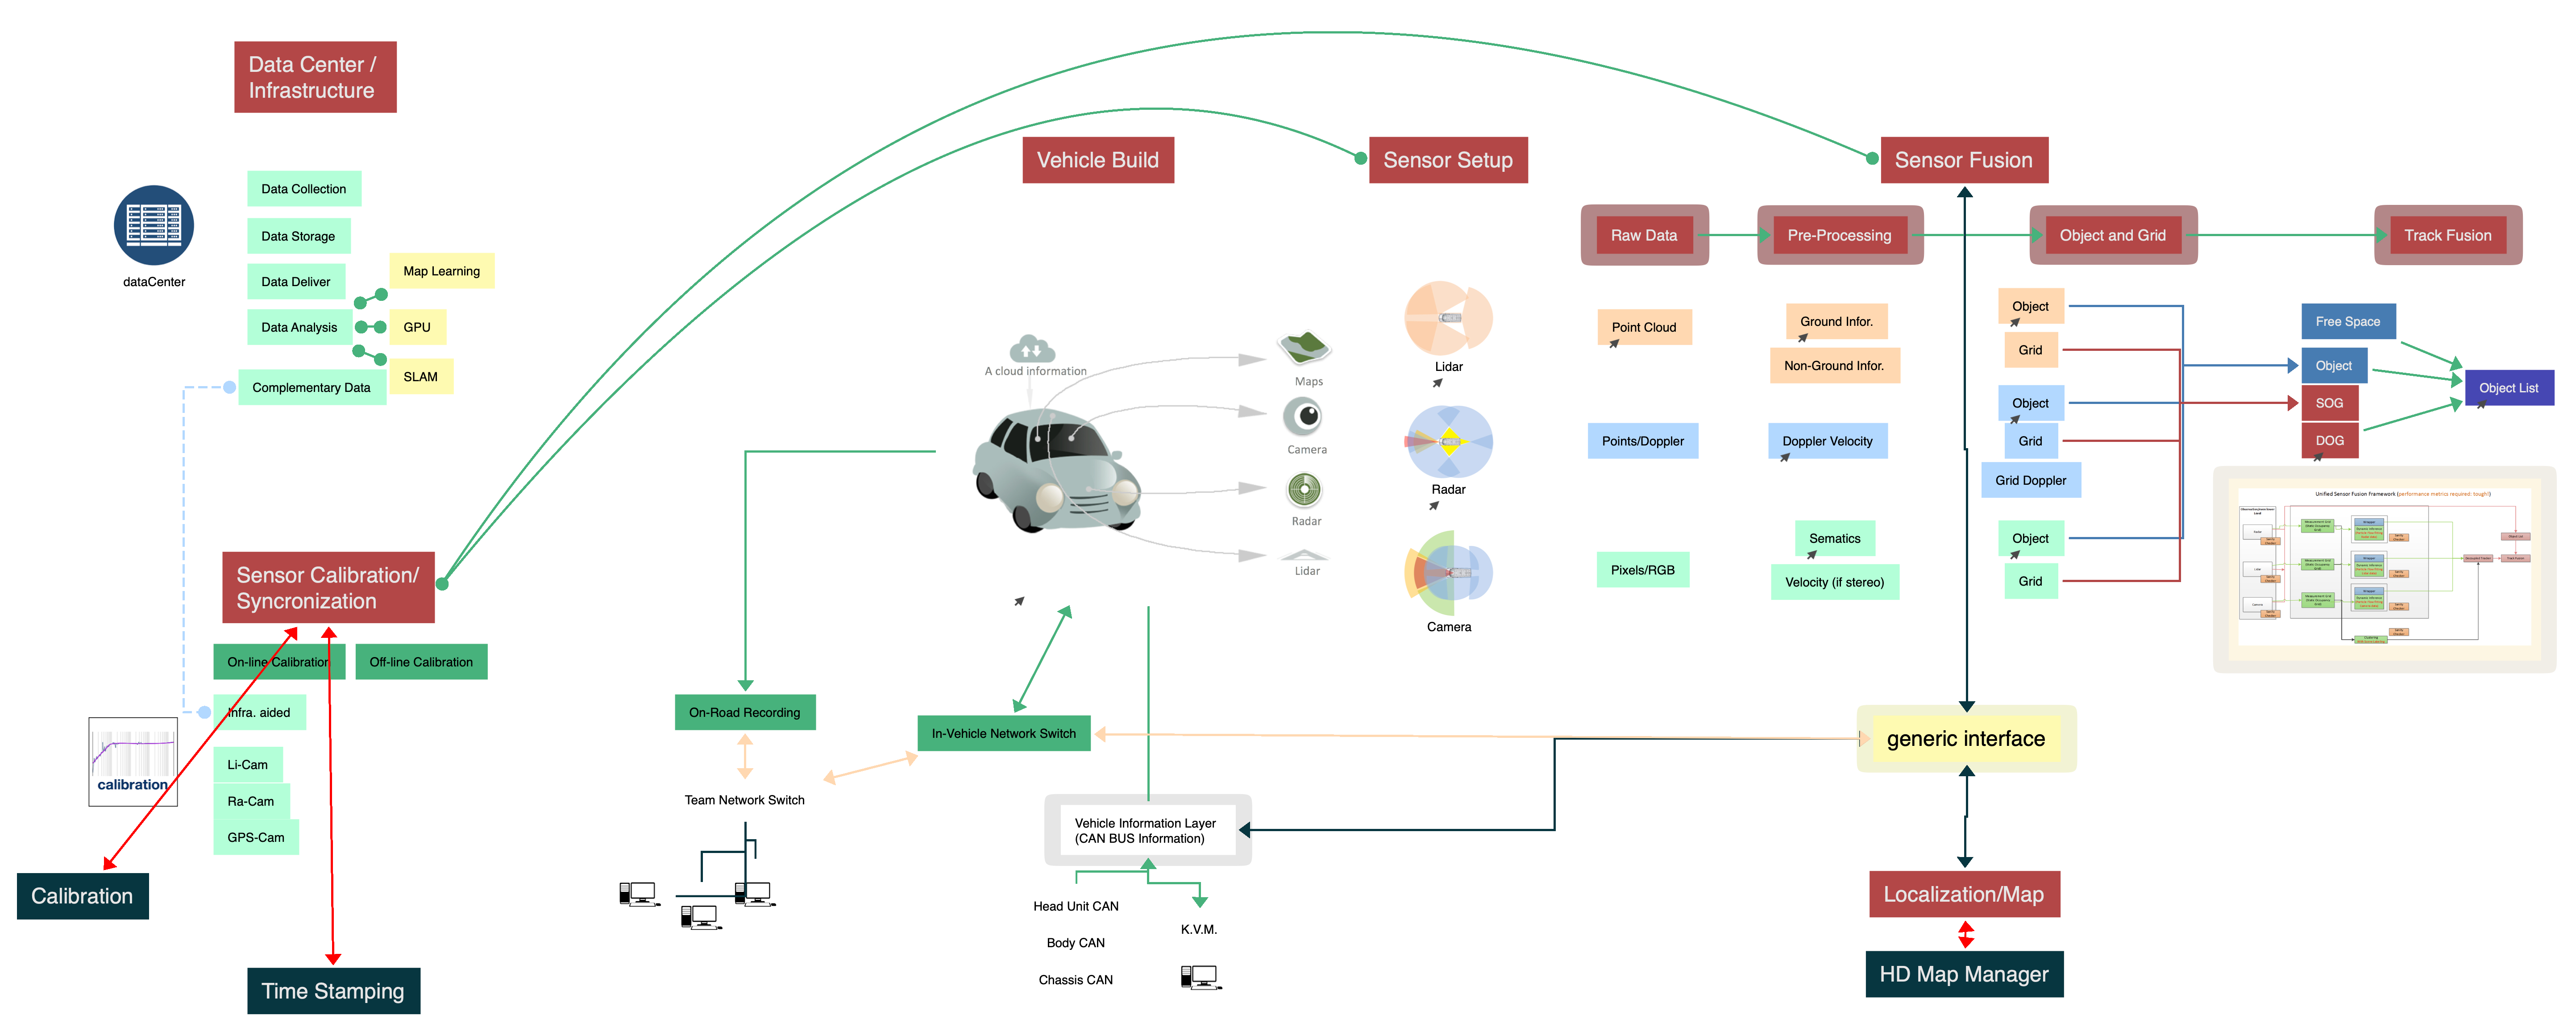 Data Center /
Infrastructure
dataCenter
Data Collection
Data Storage
Data Deliver
Data Analysis
Complementary Data
Map Learning
GPU
SLAM
Sensor Calibration/
Syncronization
On-line Calibration
Off-line Calibration
Infra. aided
Li-Cam
Ra-Cam
GPS-Cam
calibration
Calibration
Time Stamping
Vehicle Build
A cloud information
Maps
Camera
Radar
Lidar
On-Road Recording
In-Vehicle Network Switch
Team Network Switch
Vehicle Information Layer
(CAN BUS Information)
Head Unit CAN
Body CAN
Chassis CAN
K.V.M.
Sensor Setup
Lidar
Radar
Camera
Sensor Fusion
Raw Data
Pre-Processing
Object and Grid
Track Fusion
Point Cloud
Ground Infor.
Non-Ground Infor.
Object
Grid
Points/Doppler
Doppler Velocity
Object
Grid
Grid Doppler
Pixels/RGB
Sematics
Velocity (if stereo)
Object
Grid
Free Space
Object
SOG
DOG
Object List
Unified Sensor Fusion Framework (performance metrics required: tough!)
generic interface
Localization/Map
HD Map Manager